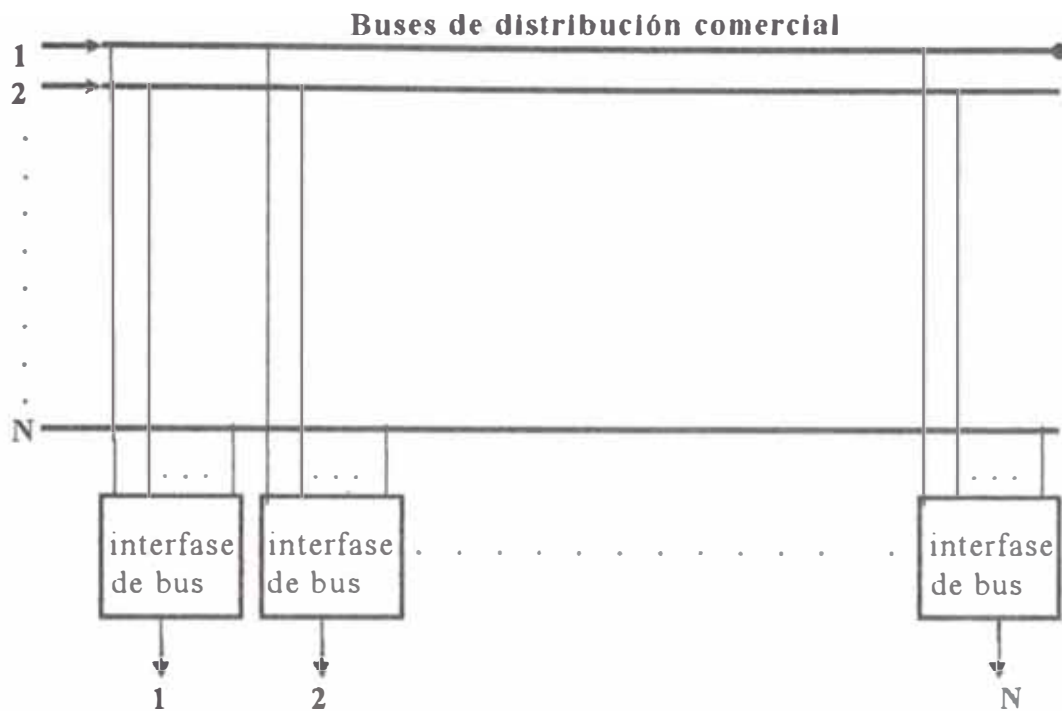 Buses de distribución comercial
1
2
.
.
.
.
.
.
.
.
N
. . . . . . . . .
interfase interfase . . . . . . . . . . . . interfase
de bus de bus de bus
1 2 N